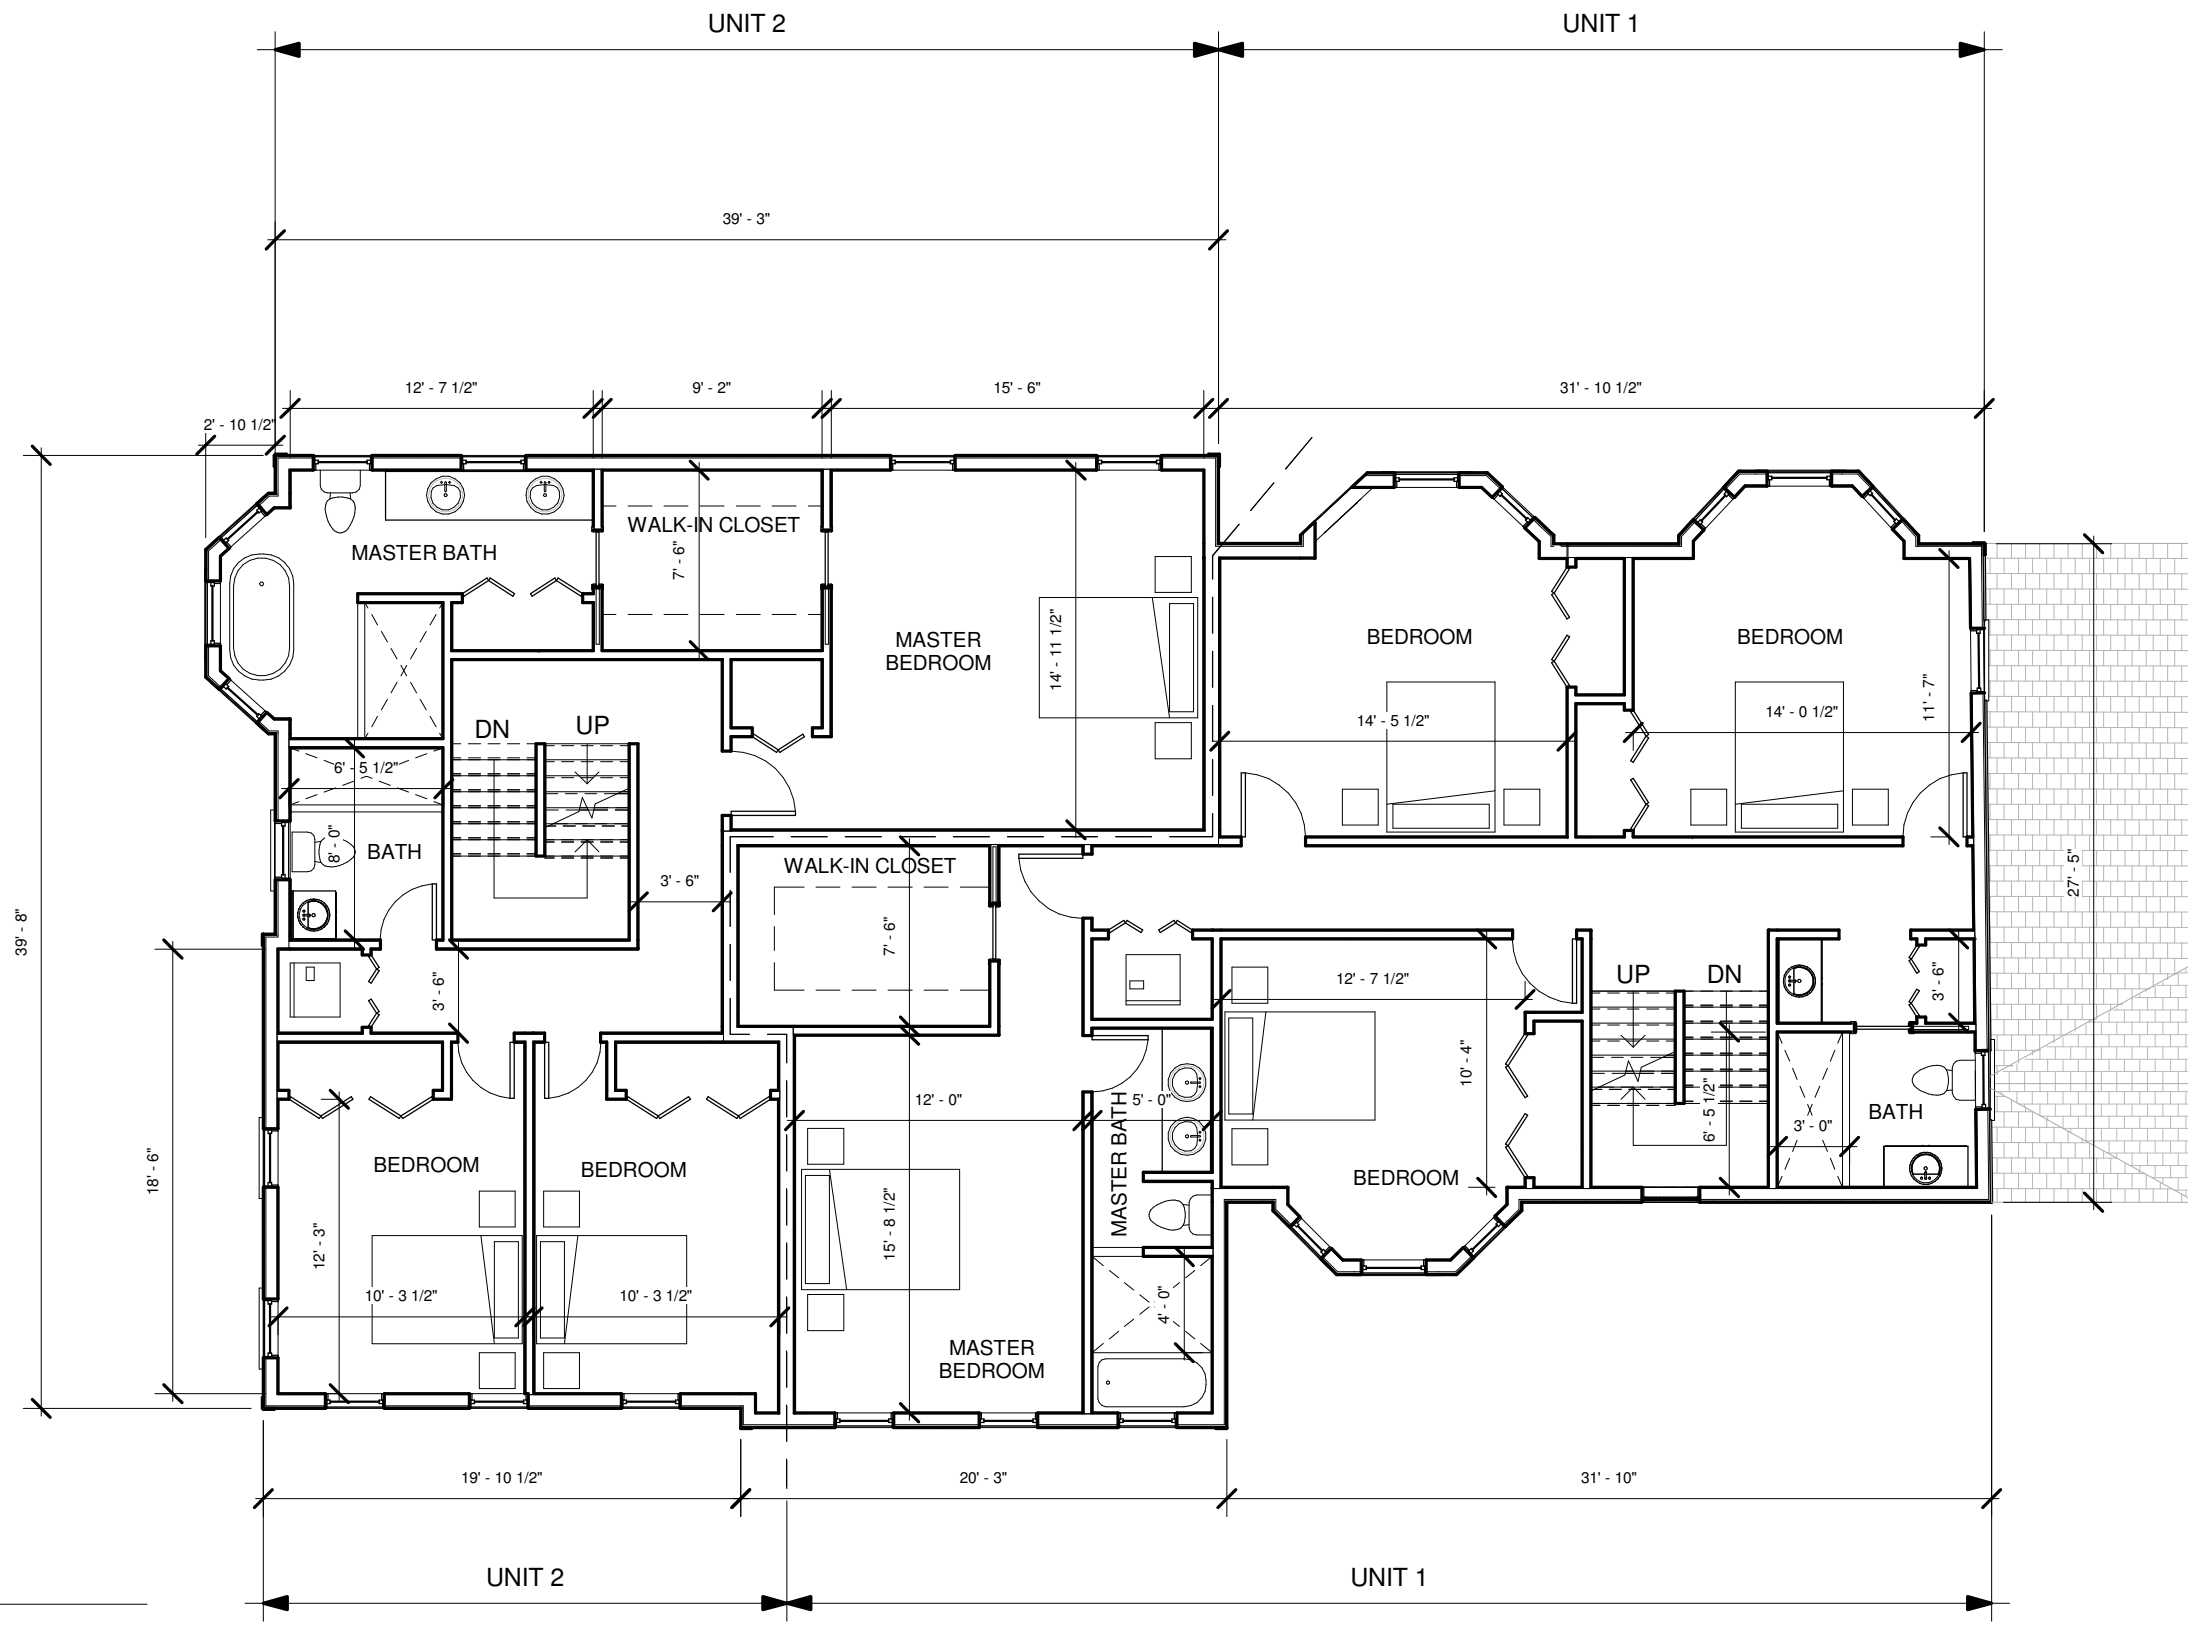 UNIT 2
UNIT 1
39' - 3"
12' - 7 1/2"
9' - 2"
15' - 6"
31' - 10 1/2"
2' - 10 1/2"
WALK-IN CLOSET
MASTER BATH
7' - 6"
MASTER
BEDROOM
14' - 11 1/2"
BEDROOM
BEDROOM
11' - 7"
14' - 5 1/2"
14' - 0 1/2"
DN
UP
6' - 5 1/2"
8' - 0"
BATH
WALK-IN CLOSET
3' - 6"
27' - 5"
39' - 8"
7' - 6"
3' - 6"
UP
DN
12' - 7 1/2"
3' - 6"
10' - 4"
12' - 0"
5' - 0"
MASTER BATH
6' - 5 1/2"
3' - 0"
BATH
18' - 6"
BEDROOM
BEDROOM
BEDROOM
12' - 3"
15' - 8 1/2"
10' - 3 1/2"
10' - 3 1/2"
4' - 0"
MASTER
BEDROOM
19' - 10 1/2"
20' - 3"
31' - 10"
UNIT 2
UNIT 1